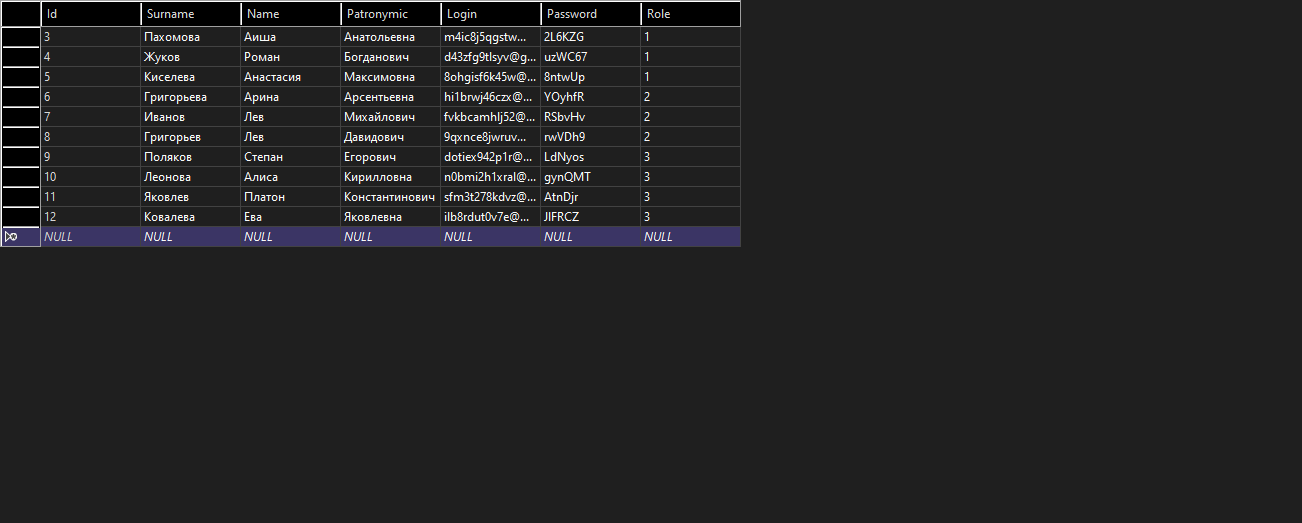 Id Surname Name Patronymic Login Password Role
3 Пахомова Аиша Анатольевна m4ic8j5qgstw... 2L6KZG 1
4 Жуков Роман Богданович d43zfg9tlsyv@g... uzWC67 1
5 Киселева Анастасия Максимовна 8ohgisf6k45w@... 8ntwUp 1
6 Григорьева Арина Арсентьевна hi1brwj46czx@... YOyhfR 2
7 Иванов Лев Михайлович fvkbcamhlj52@... RSbvHv 2
8 Григорьев Лев Давидович 9qxnce8jwruv... rwVDh9 2
9 Поляков Степан Егорович dotiex942p1r@... LdNyos 3
10 Леонова Алиса Кирилловна n0bmi2h1xral@... gynQMT 3
11 Яковлев Платон Константинович sfm3t278kdvz@... AtnDjr 3
12 Ковалева Ева Яковлевна ilb8rdut0v7e@... JlFRCZ 3
NULL NULL NULL NULL NULL NULL NULL